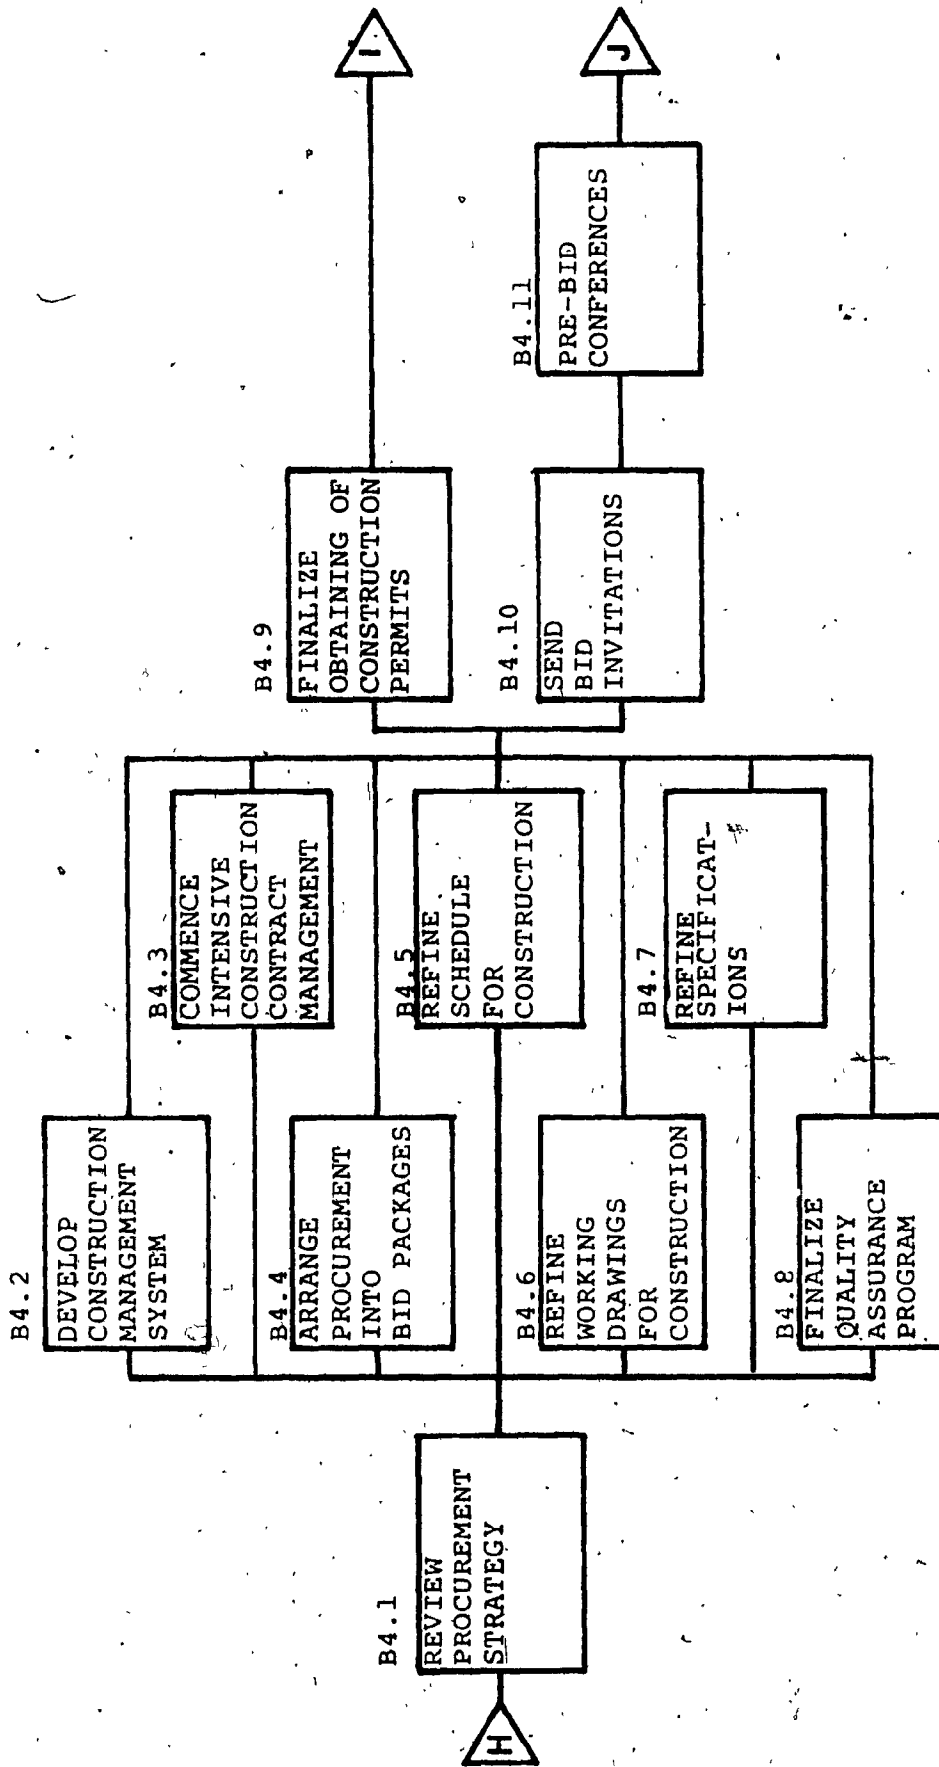 H
B4.1
REVIEW
PROCUREMENT
STRATEGY
B4.2
DEVELOP
CONSTRUCTION
MANAGEMENT
SYSTEM
B4.3
COMMENCE
INTENSIVE
CONSTRUCTION
CONTRACT
MANAGEMENT
B4.4
ARRANGE
PROCUREMENT
INTO
BID PACKAGES
B4.5
REFINE
SCHEDULE
FOR
CONSTRUCTION
B4.6
REFINE
WORKING
DRAWINGS
FOR
CONSTRUCTION
B4.7
REFINE
SPECIFICAT-
IONS
B4.8
FINALIZE
QUALITY
ASSURANCE
PROGRAM
B4.9
FINALIZE
OBTAINING OF
CONSTRUCTION
PERMITS
I
B4.10
SEND
BID
INVITATIONS
B4.11
PRE-BID
CONFERENCES
J